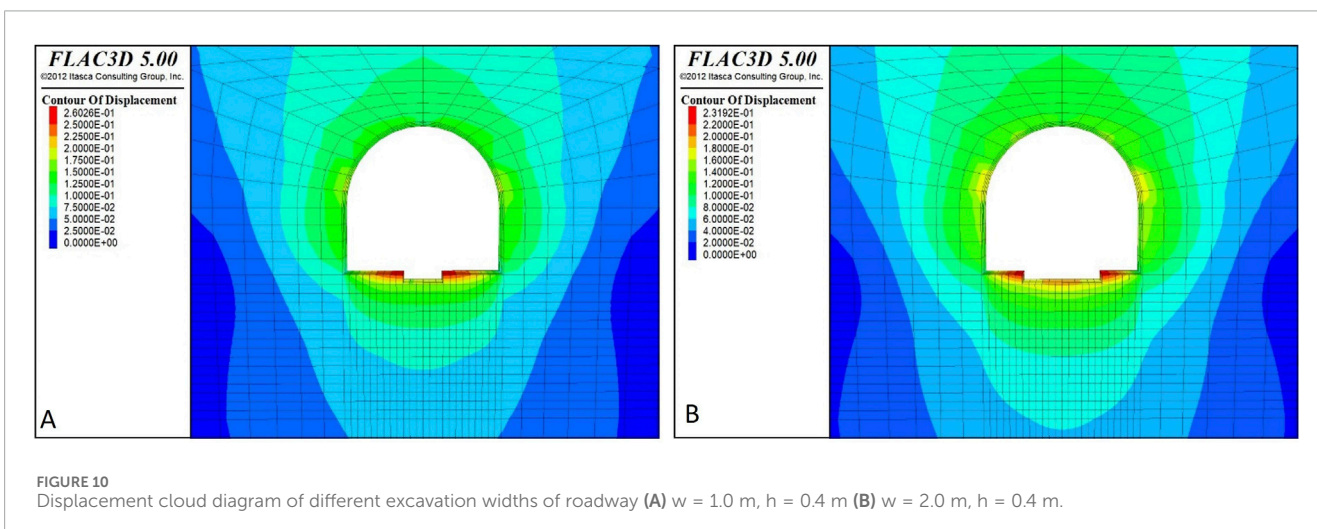 FLAC3D 5.00
©2012 Itasca Consulting Group, Inc.
Contour Of Displacement
2.6026E-01
2.5000E-01
2.2500E-01
2.0000E-01
1.7500E-01
1.5000E-01
1.2500E-01
1.0000E-01
7.5000E-02
5.0000E-02
2.5000E-02
0.0000E+00
A
FLAC3D 5.00
©2012 Itasca Consulting Group, Inc.
Contour Of Displacement
2.3192E-01
2.2000E-01
2.0000E-01
1.8000E-01
1.6000E-01
1.4000E-01
1.2000E-01
1.0000E-01
8.0000E-02
6.0000E-02
4.0000E-02
2.0000E-02
0.0000E+00
B
FIGURE 10
Displacement cloud diagram of different excavation widths of roadway (A) w = 1.0 m, h = 0.4 m (B) w = 2.0 m, h = 0.4 m.